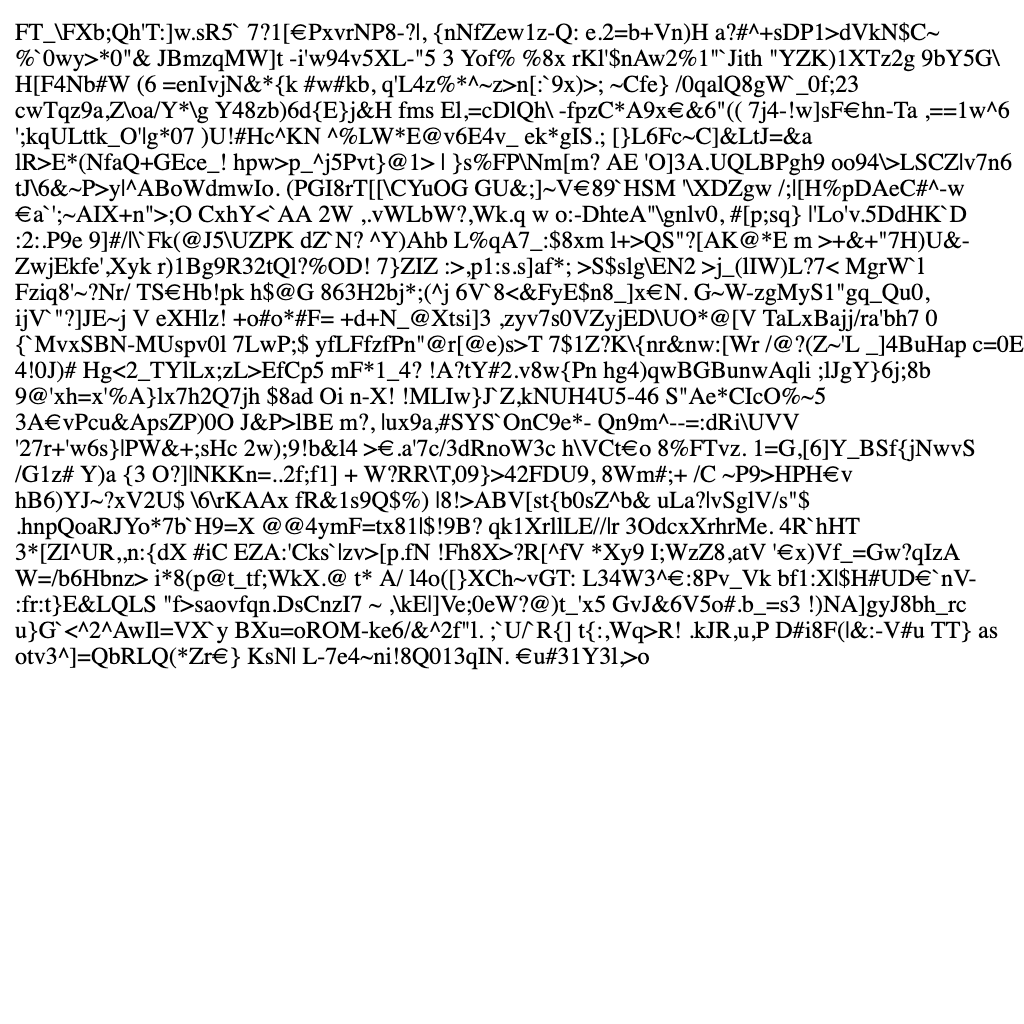 FT_\FXb;Qh'T:]w.sR5` 7?1[€PxvrNP8-?|, {nNfZew1z-Q: e.2=b+Vn)H a?#^+sDP1>dVkN$C~
%`0wy>*0"& JBmzqMW]t -i'w94v5XL-"5 3 Yof% %8x rKl'$nAw2%1"`Jith "YZK)1XTz2g 9bY5G\
H[F4Nb#W (6 =enIvjN&*{k #w#kb, q'L4z%*^~z>n[:`9x)>; ~Cfe} /0qalQ8gW`_0f;23
cwTqz9a,Z\oa/Y*\g Y48zb)6d{E}j&H fms El,=cDlQh\ -fpzC*A9x€&6"(( 7j4-!w]sF€hn-Ta ,==1w^6
';kqULttk_O'|g*07 )U!#Hc^KN ^%LW*E@v6E4v_ ek*gIS.; [}L6Fc~C]&LtJ=&a
lR>E*(NfaQ+GEce_! hpw>p_^j5Pvt}@1> | }s%FP\Nm[m? AE 'O]3A.UQLBPgh9 oo94\>LSCZ|v7n6
tJ\6&~P>y|^ABoWdmwIo. (PGI8rT[[\CYuOG GU&;]~V€89`HSM '\XDZgw /;|[H%pDAeC#^-w
€a`';~AIX+n">;O CxhY<`AA 2W ,.vWLbW?,Wk.q w o:-DhteA"\gnlv0, #[p;sq} |'Lo'v.5DdHK`D
:2:.P9e 9]#/|\`Fk(@J5\UZPK dZ`N? ^Y)Ahb L%qA7_:$8xm l+>QS"?[AK@*E m >+&+"7H)U&-
ZwjEkfe',Xyk r)1Bg9R32tQl?%OD! 7}ZIZ :>,p1:s.s]af*; >S$slg\EN2 >j_(lIW)L?7< MgrW`l
Fziq8'~?Nr/ TS€Hb!pk h$@G 863H2bj*;(^j 6V`8<&FyE$n8_]x€N. G~W-zgMyS1"gq_Qu0,
ijV`"?]JE~j V eXHlz! +o#o*#F= +d+N_@Xtsi]3 ,zyv7s0VZyjED\UO*@[V TaLxBajj/ra'bh7 0
{`MvxSBN-MUspv0l 7LwP;$ yfLFfzfPn"@r[@e)s>T 7$1Z?K\{nr&nw:[Wr /@?(Z~'L _]4BuHap c=0E
4!0J)# Hg<2_TYlLx;zL>EfCp5 mF*1_4? !A?tY#2.v8w{Pn hg4)qwBGBunwAqli ;lJgY}6j;8b
9@'xh=x'%A}lx7h2Q7jh $8ad Oi n-X! !MLIw}J`Z,kNUH4U5-46 S"Ae*CIcO%~5
3A€vPcu&ApsZP)0O J&P>lBE m?, |ux9a,#SYS`OnC9e*- Qn9m^--=:dRi\UVV
'27r+'w6s}|PW&+;sHc 2w);9!b&l4 >€.a'7c/3dRnoW3c h\VCt€o 8%FTvz. 1=G,[6]Y_BSf{jNwvS
/G1z# Y)a {3 O?]|NKKn=..2f;f1] + W?RR\T,09}>42FDU9, 8Wm#;+ /C ~P9>HPH€v
hB6)YJ~?xV2U$ \6\rKAAx fR&1s9Q$%) |8!>ABV[st{b0sZ^b& uLa?|vSglV/s"$
.hnpQoaRJYo*7b`H9=X @@4ymF=tx81|$!9B? qk1XrllLE//lr 3OdcxXrhrMe. 4R`hHT
3*[ZI^UR,,n:{dX #iC EZA:'Cks`|zv>[p.fN !Fh8X>?R[^fV *Xy9 I;WzZ8,atV '€x)Vf_=Gw?qIzA
W=/b6Hbnz> i*8(p@t_tf;WkX.@ t* A/ l4o([}XCh~vGT: L34W3^€:8Pv_Vk bf1:X|$H#UD€`nV-
:fr:t}E&LQLS "f>saovfqn.DsCnzI7 ~ ,\kE|]Ve;0eW?@)t_'x5 GvJ&6V5o#.b_=s3 !)NA]gyJ8bh_rc
u}G`<^2^AwIl=VX`y BXu=oROM-ke6/&^2f"l. ;`U/`R{] t{:,Wq>R! .kJR,u,P D#i8F(|&:-V#u TT} as
otv3^]=QbRLQ(*Zr€} KsN| L-7e4~ni!8Q013qIN. €u#31Y3l,>o